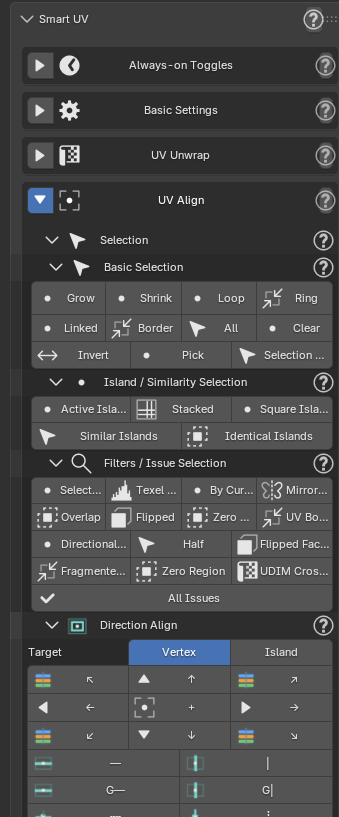 Smart UV
Always-on Toggles
Basic Settings
UV Unwrap
UV Align
Selection
Basic Selection
Grow Shrink Loop Ring
Linked Border All Clear
Invert Pick Selection ...
Island / Similarity Selection
Active Isla... Stacked Square Isla...
Similar Islands Identical Islands
Filters / Issue Selection
Select... Texel ... By Cur... Mirror...
Overlap Flipped Zero ... UV Bo...
Directional... Half Flipped Fac...
Fragmente... Zero Region UDIM Cros...
All Issues
Direction Align
Target Vertex Island
↖ ↑ ↗
← + →
↙ ↓ ↘
— |
G— G|